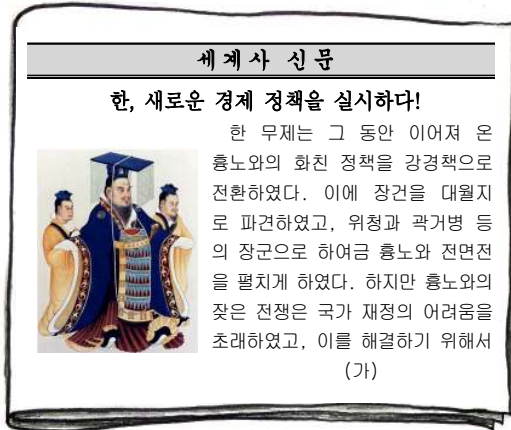 세계사 신문
한, 새로운 경제 정책을 실시하다!
한 무제는 그 동안 이어져 온
흉노와의 화친 정책을 강경책으로
전환하였다. 이에 장건을 대월지
로 파견하였고, 위청과 곽거병 등
의 장군으로 하여금 흉노와 전면전
을 펼치게 하였다. 하지만 흉노와의
잦은 전쟁은 국가 재정의 어려움을
초래하였고, 이를 해결하기 위해서
(가)